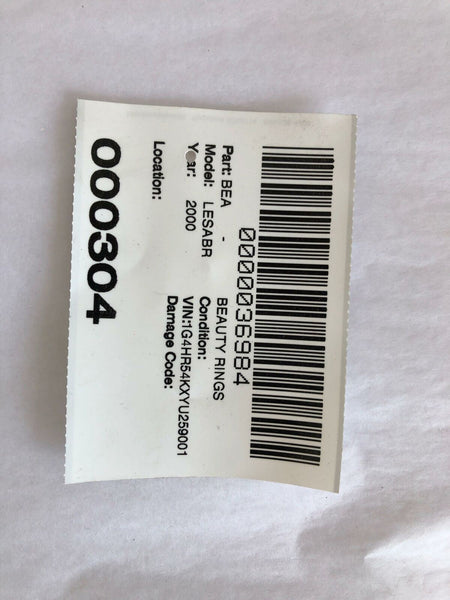 0000036984
Part: BEA - BEAUTY RINGS
Model: LESABR Condition:
Year: 2000 VIN:1G4HR54KXYU259001
Damage Code:
Location:
000304